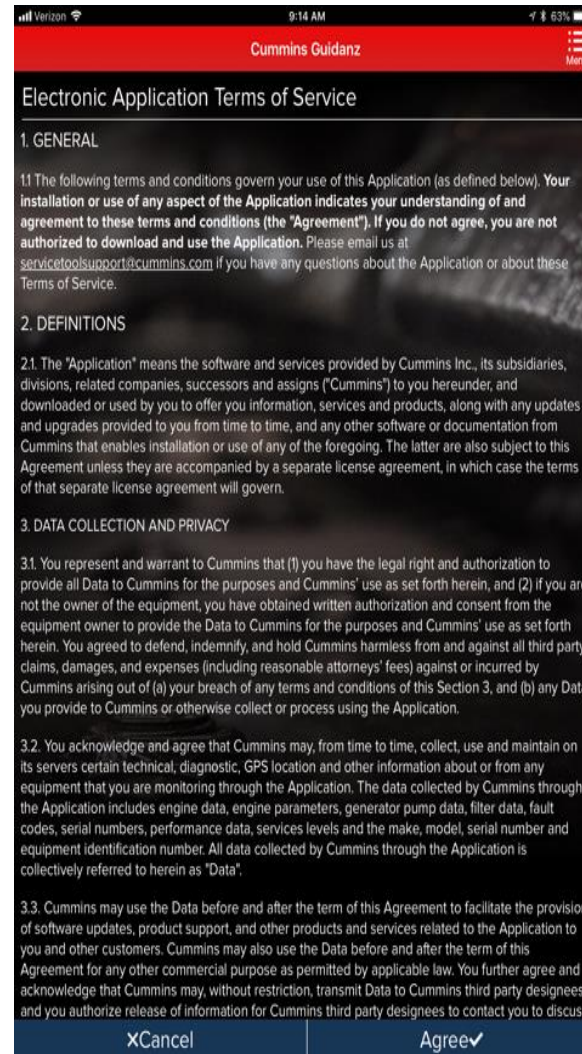 Verizon
9:14 AM
63%
Cummins Guidanz
Electronic Application Terms of Service
1. GENERAL
1.1 The following terms and conditions govern your use of this Application (as defined below). Your
installation or use of any aspect of the Application indicates your understanding of and
agreement to these terms and conditions (the "Agreement"). If you do not agree, you are not
authorized to download and use the Application. Please email us at
servicetoolsupport@cummins.com if you have any questions about the Application or about these
Terms of Service.
2. DEFINITIONS
2.1. The "Application" means the software and services provided by Cummins Inc., its subsidiaries,
divisions, related companies, successors and assigns ("Cummins") to you hereunder, and
downloaded or used by you to offer you information, services and products, along with any updates
and upgrades provided to you from time to time, and any other software or documentation from
Cummins that enables installation or use of any of the foregoing. The latter are also subject to this
Agreement unless they are accompanied by a separate license agreement, in which case the terms
of that separate license agreement will govern.
3. DATA COLLECTION AND PRIVACY
3.1. You represent and warrant to Cummins that (1) you have the legal right and authorization to
provide all Data to Cummins for the purposes and Cummins' use as set forth herein, and (2) if you are
not the owner of the equipment, you have obtained written authorization and consent from the
equipment owner to provide the Data to Cummins for the purposes and Cummins' use as set forth
herein. You agreed to defend, indemnify, and hold Cummins harmless from and against all third party
claims, damages, and expenses (including reasonable attorneys' fees) against or incurred by
Cummins arising out of (a) your breach of any terms and conditions of this Section 3, and (b) any Data
you provide to Cummins or otherwise collect or process using the Application.
3.2. You acknowledge and agree that Cummins may, from time to time, collect, use and maintain on
its servers certain technical, diagnostic, GPS location and other information about or from any
equipment that you are monitoring through the Application. The data collected by Cummins through
the Application includes engine data, engine parameters, generator pump data, filter data, fault
codes, serial numbers, performance data, services levels and the make, model, serial number and
equipment identification number. All data collected by Cummins through the Application is
collectively referred to herein as "Data".
3.3. Cummins may use the Data before and after the term of this Agreement to facilitate the provision
of software updates, product support, and other products and services related to the Application to
you and other customers. Cummins may also use the Data before and after the term of this
Agreement for any other commercial purpose as permitted by applicable law. You further agree and
acknowledge that Cummins may, without restriction, transmit Data to Cummins third party designees
and you authorize release of information for Cummins third party designees to contact you to discuss
Cancel
Agree